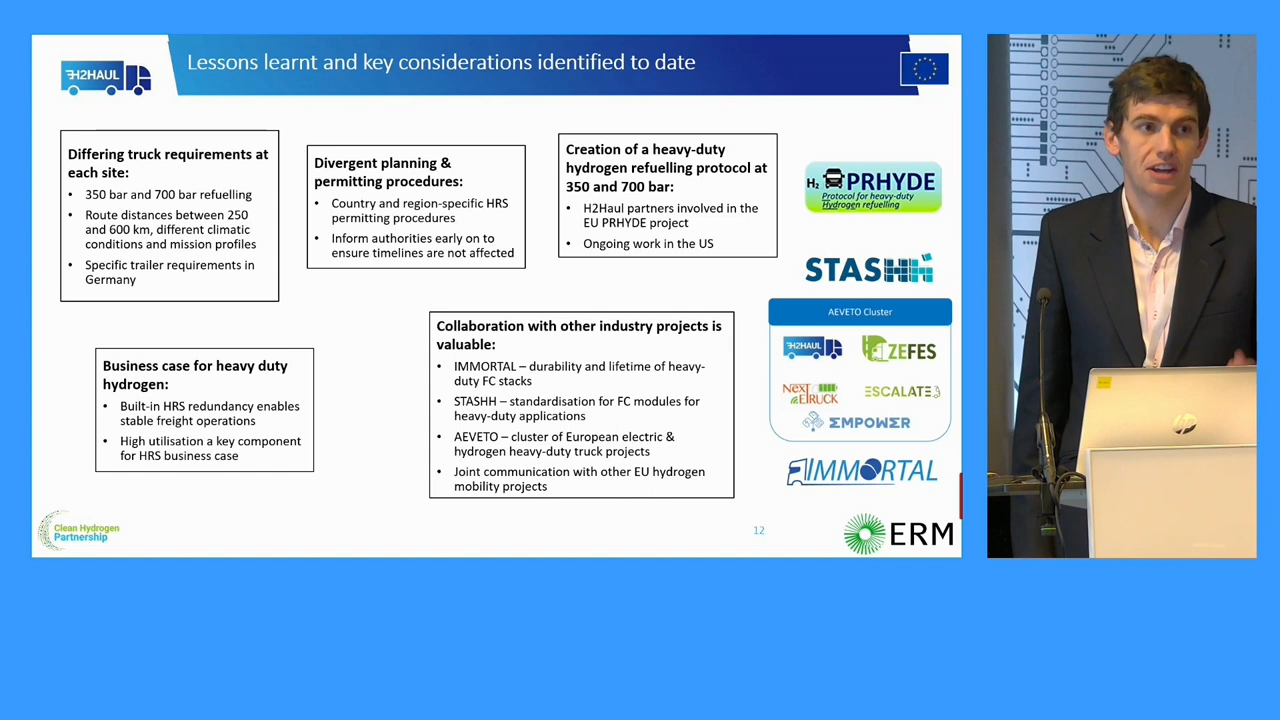 H2HAUL
Lessons learnt and key considerations identified to date
Differing truck requirements at
each site:
• 350 bar and 700 bar refuelling
• Route distances between 250
and 600 km, different climatic
conditions and mission profiles
• Specific trailer requirements in
Germany
Divergent planning &
permitting procedures:
• Country and region-specific HRS
permitting procedures
• Inform authorities early on to
ensure timelines are not affected
Creation of a heavy-duty
hydrogen refuelling protocol at
350 and 700 bar:
• H2Haul partners involved in the
EU PRHYDE project
• Ongoing work in the US
H2 PRHYDE
Protocol for heavy-duty
Hydrogen refuelling
STASHH
Business case for heavy duty
hydrogen:
• Built-in HRS redundancy enables
stable freight operations
• High utilisation a key component
for HRS business case
Collaboration with other industry projects is
valuable:
• IMMORTAL – durability and lifetime of heavy-
duty FC stacks
• STASHH – standardisation for FC modules for
heavy-duty applications
• AEVETO – cluster of European electric &
hydrogen heavy-duty truck projects
• Joint communication with other EU hydrogen
mobility projects
AEVETO Cluster
H2HAUL
ZEFES
NextETRUCK
ESCALATE
EMPOWER
IMMORTAL
Clean Hydrogen
Partnership
12
ERM
hp